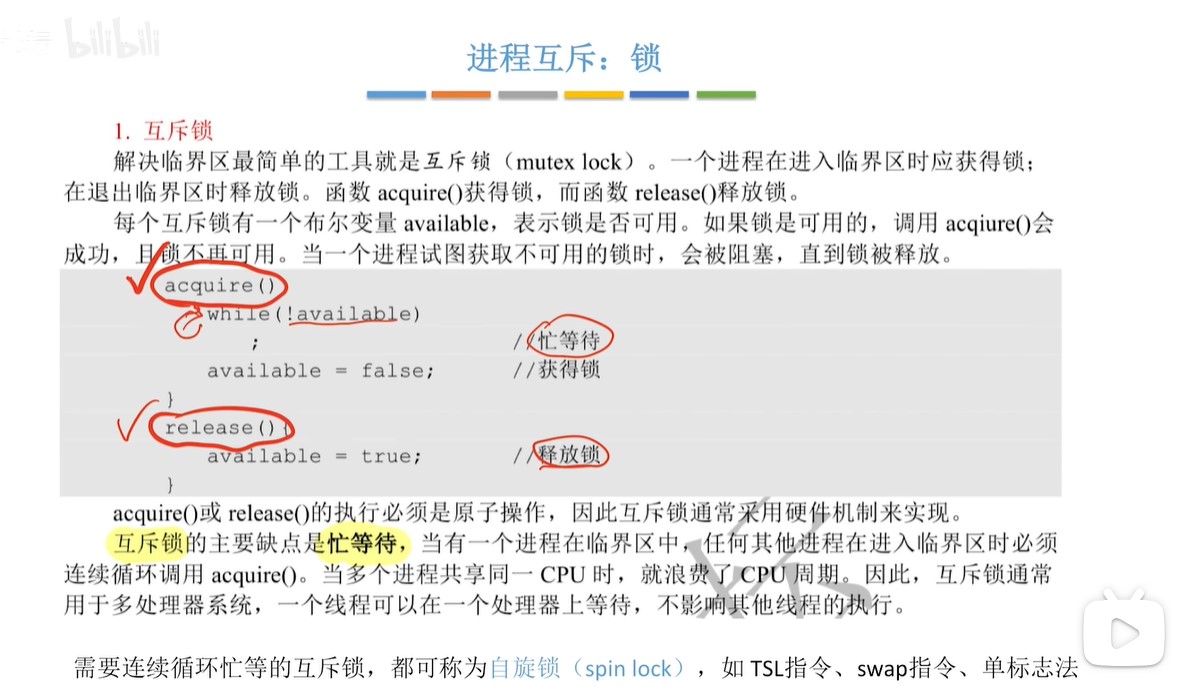 bilibili
进程互斥：锁
1. 互斥锁
解决临界区最简单的工具就是互斥锁（mutex lock）。一个进程在进入临界区时应获得锁；
在退出临界区时释放锁。函数 acquire()获得锁，而函数 release()释放锁。
每个互斥锁有一个布尔变量 available，表示锁是否可用。如果锁是可用的，调用 acqiure()会
成功，且锁不再可用。当一个进程试图获取不可用的锁时，会被阻塞，直到锁被释放。
acquire()
while(!available)
; //忙等待
available = false; //获得锁
}
release(){
available = true; //释放锁
}
acquire()或 release()的执行必须是原子操作，因此互斥锁通常采用硬件机制来实现。
互斥锁的主要缺点是忙等待，当有一个进程在临界区中，任何其他进程在进入临界区时必须
连续循环调用 acquire()。当多个进程共享同一 CPU 时，就浪费了 CPU 周期。因此，互斥锁通常
用于多处理器系统，一个线程可以在一个处理器上等待，不影响其他线程的执行。
需要连续循环忙等的互斥锁，都可称为自旋锁（spin lock），如 TSL指令、swap指令、单标志法